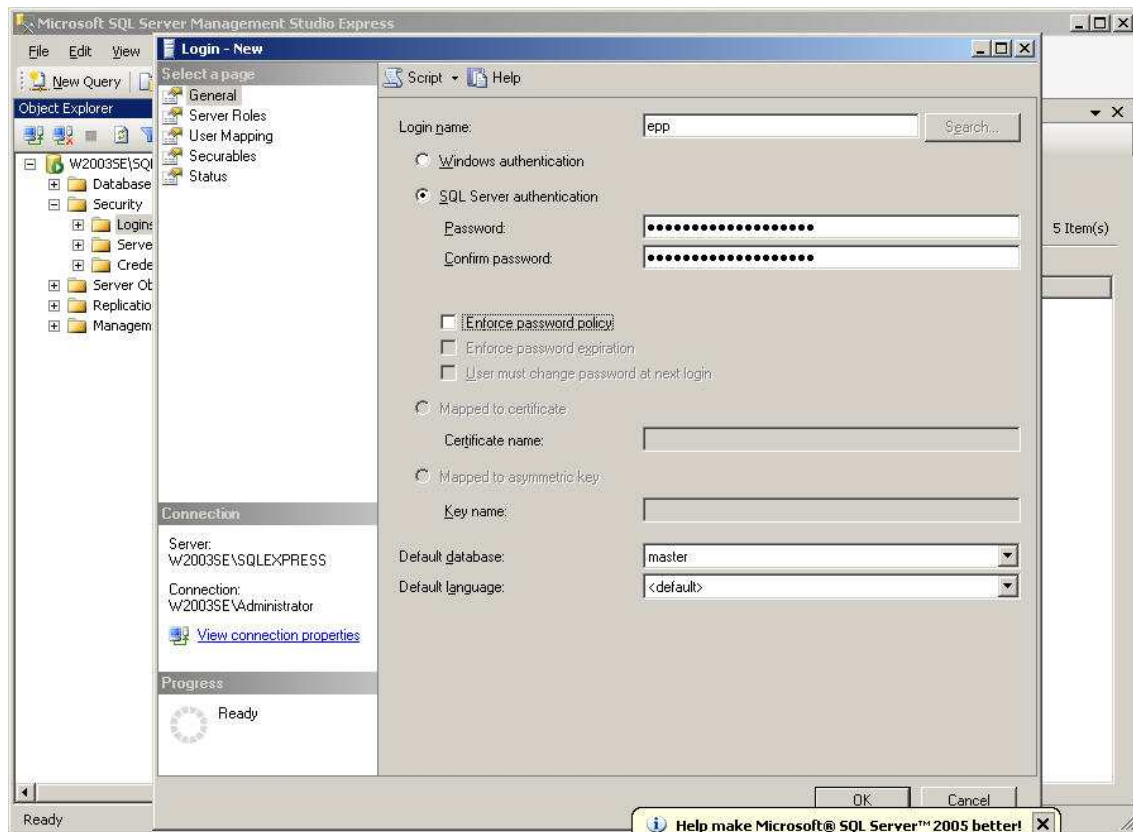 Microsoft SQL Server Management Studio Express
File Edit View
New Query
Object Explorer
W2003SE\SQL
Database
Security
Logins
Serve
Crede
Server Ob
Replicatio
Managem
Ready
Login - New
Select a page
General
Server Roles
User Mapping
Securables
Status
Connection
Server:
W2003SE\SQLEXPRESS
Connection:
W2003SE\Administrator
View connection properties
Progress
Ready
Script Help
Login name: epp Search...
Windows authentication
SQL Server authentication
Password: ●●●●●●●●●●●●●●●●●●●
Confirm password: ●●●●●●●●●●●●●●●●●●●
Enforce password policy
Enforce password expiration
User must change password at next login
Mapped to certificate
Certificate name:
Mapped to asymmetric key
Key name:
Default database: master
Default language: <default>
OK Cancel
5 Item(s)
Help make Microsoft® SQL Server™ 2005 better!